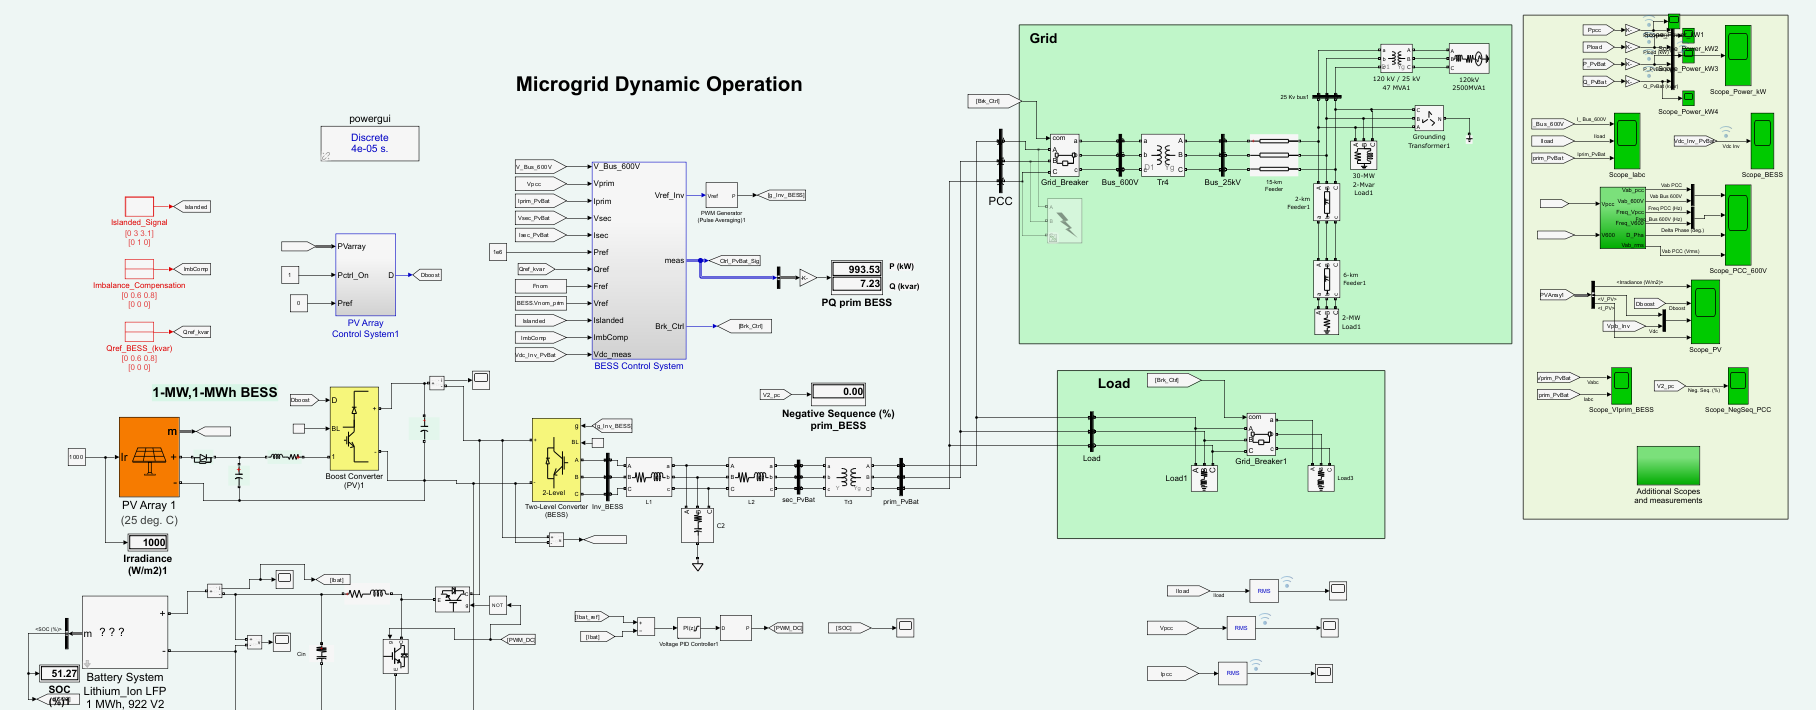 Microgrid Dynamic Operation
powergui
Discrete
4e-05 s.
Islanded
Islanded_Signal
[0 3 3.1]
[0 1 0]
ImbComp
Imbalance_Compensation
[0 0.6 0.8]
[0 0 0]
Qref_kvar
Qref_BESS_(kvar)
[0 0.6 0.8]
[0 0 0]
PVarray
1
Pctrl_On
D
Dboost
0
Pref
PV Array
Control System1
V_Bus_600V
V_Bus_600V
Vpcc
Vprim
Iprim_PvBat
Iprim
Vsec_PvBat
Vsec
Isec_PvBat
Isec
1e6
Pref
Qref_kvar
Qref
Fnom
Fref
BESS.Vnom_prim
Vref
Islanded
Islanded
ImbComp
ImbComp
Vdc_Inv_PvBat
Vdc_meas
Vref_Inv
meas
Brk_Ctrl
BESS Control System
Vref
P
PWM Generator
(Pulse Averaging)1
[g_Inv_BESS]
Ctrl_PvBat_Sig
-K-
993.53
7.23
P (kW)
Q (kvar)
PQ prim BESS
[Brk_Ctrl]
V2_pc
0.00
Negative Sequence (%)
prim_BESS
1-MW,1-MWh BESS
1000
Ir
m
+
-
PV Array 1
(25 deg. C)
1000
Irradiance
(W/m2)1
Dboost
D
BL
1
+
-
Boost Converter
(PV)1
[g_Inv_BESS]
g
BL
+
-
A
B
C
2-Level
Two-Level Converter
(BESS)
Inv_BESS
A
B
C
a
b
c
L1
A
B
C
C2
A
B
C
a
b
c
L2
sec_PvBat
Tr3
prim_PvBat
<SOC (%)>
m
? ? ?
+
-
51.27
SOC
(%)1
Battery System
Lithium_Ion LFP
1 MWh, 922 V2
[Ibat]
Cin
NOT
[PWM_DC]
[Ibat_ref]
[Ibat]
PI(z)
Voltage PID Controller1
D
P
[PWM_DC]
[SOC]
Grid
[Brk_Ctrl]
PCC
com
A
B
C
Grid_Breaker
Bus_600V
A
B
C
D1
Yg
Tr4
Bus_25kV
15-km
Feeder
25 Kv bus1
120 kV / 25 kV
47 MVA1
120kV
2500MVA1
Grounding
Transformer1
30-MW
2-Mvar
Load1
2-km
Feeder1
6-km
Feeder1
2-MW
Load1
Load
[Brk_Ctrl]
Load
com
A
B
C
Grid_Breaker1
Load1
Load3
Iload
Iload
RMS
Vpcc
RMS
Ipcc
RMS
Ppcc
Pload
P_PvBat
Q_PvBat
Scope_Power_kW2
Scope_Power_kW3
Scope_Power_kW4
Scope_Power_kW
_Bus_600V
I_Bus_600V
Iload
Iload
prim_PvBat
Iprim_PvBat
Scope_Iabc
Vdc_Inv_PvBat
Vdc Inv
Scope_BESS
Vpcc
V600
Vab_pcc
Vab_600V
Freq_Vpcc
Freq_V600
D_Pha
Vab_rms
Vab PCC
Vab Bus 600V
Freq PCC (Hz)
Bus 600V (Hz)
Delta Phase (deg.)
Vab PCC (Vrms)
Scope_PCC_600V
PVArray1
<Irradiance (W/m2)>
<V_PV>
<I_PV>
Dboost
Dboost
Vpb_Inv
Vdc
Scope_PV
Vprim_PvBat
Vabc
prim_PvBat
Iabc
Scope_VIprim_BESS
V2_pc
Neg. Seq. (%)
Scope_NegSeq_PCC
Additional Scopes
and measurements